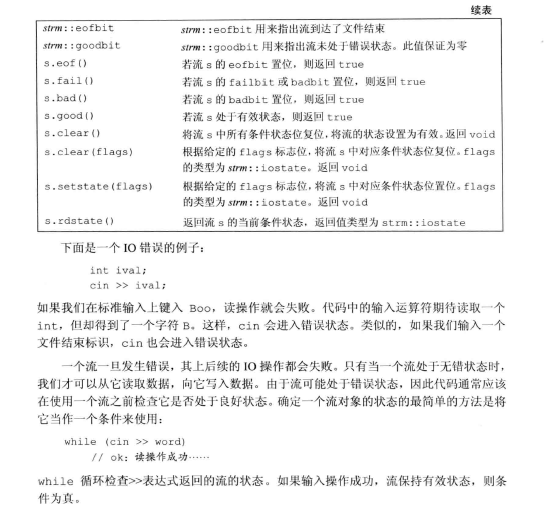 续表
strm::eofbit strm::eofbit 用来指出流到达了文件结束
strm::goodbit strm::goodbit 用来指出流未处于错误状态。此值保证为零
s.eof() 若流 s 的 eofbit 置位，则返回 true
s.fail() 若流 s 的 failbit 或 badbit 置位，则返回 true
s.bad() 若流 s 的 badbit 置位，则返回 true
s.good() 若流 s 处于有效状态，则返回 true
s.clear() 将流 s 中所有条件状态位复位，将流的状态设置为有效。返回 void
s.clear(flags) 根据给定的 flags 标志位，将流 s 中对应条件状态位复位。flags
的类型为 strm::iostate。返回 void
s.setstate(flags) 根据给定的 flags 标志位，将流 s 中对应条件状态位置位。flags
的类型为 strm::iostate。返回 void
s.rdstate() 返回流 s 的当前条件状态，返回值类型为 strm::iostate
下面是一个 IO 错误的例子：
int ival;
cin >> ival;
如果我们在标准输入上键入 Boo，读操作就会失败。代码中的输入运算符期待读取一个
int，但却得到了一个字符 B。这样，cin 会进入错误状态。类似的，如果我们输入一个
文件结束标识，cin 也会进入错误状态。
一个流一旦发生错误，其上后续的 IO 操作都会失败。只有当一个流处于无错状态时，
我们才可以从它读取数据，向它写入数据。由于流可能处于错误状态，因此代码通常应该
在使用一个流之前检查它是否处于良好状态。确定一个流对象的状态的最简单的方法是将
它当作一个条件来使用：
while (cin >> word)
// ok: 读操作成功……
while 循环检查>>表达式返回的流的状态。如果输入操作成功，流保持有效状态，则条
件为真。